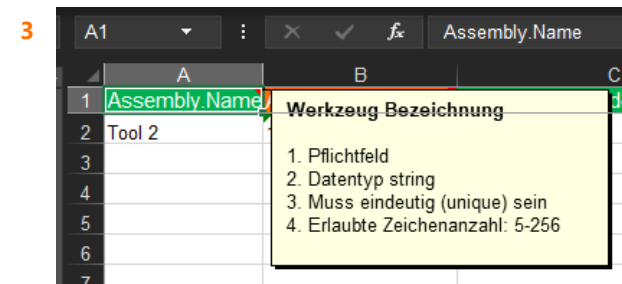 3
A1 fx Assembly.Name
A B C
1 Assembly.Name
Werkzeug Bezeichnung
2 Tool 2
3
1. Pflichtfeld
2. Datentyp string
4
3. Muss eindeutig (unique) sein
5
4. Erlaubte Zeichenanzahl: 5-256
6
7